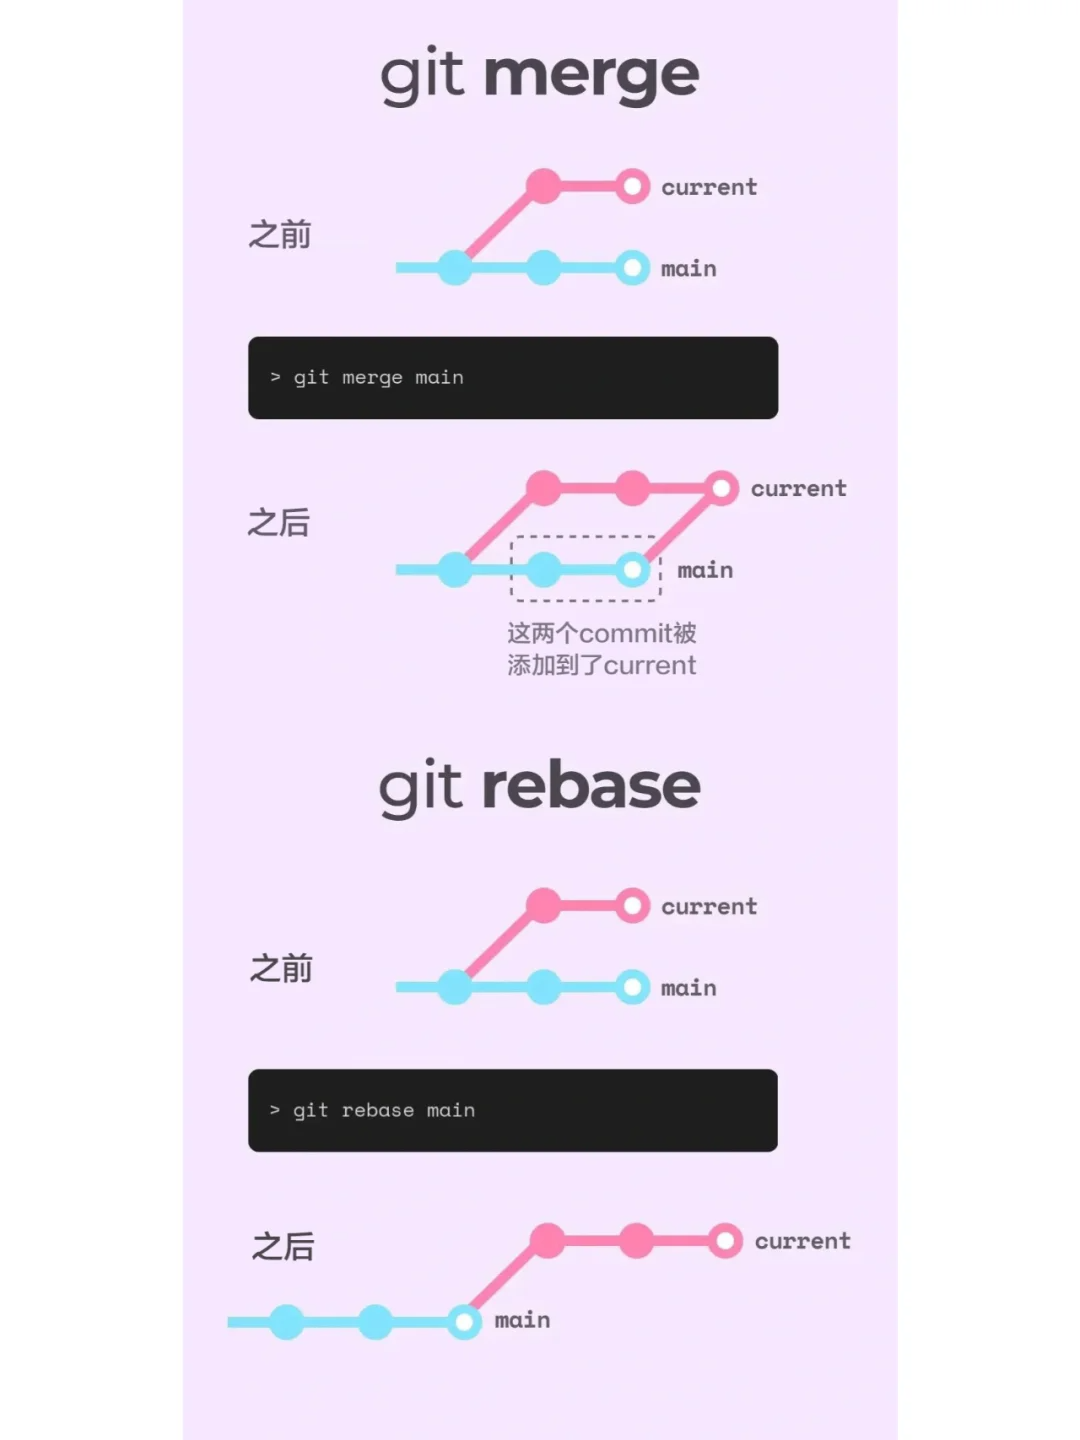 git merge
current
之前
main
> git merge main
current
之后
main
这两个commit被
添加到了current
git rebase
current
之前
main
> git rebase main
current
之后
main